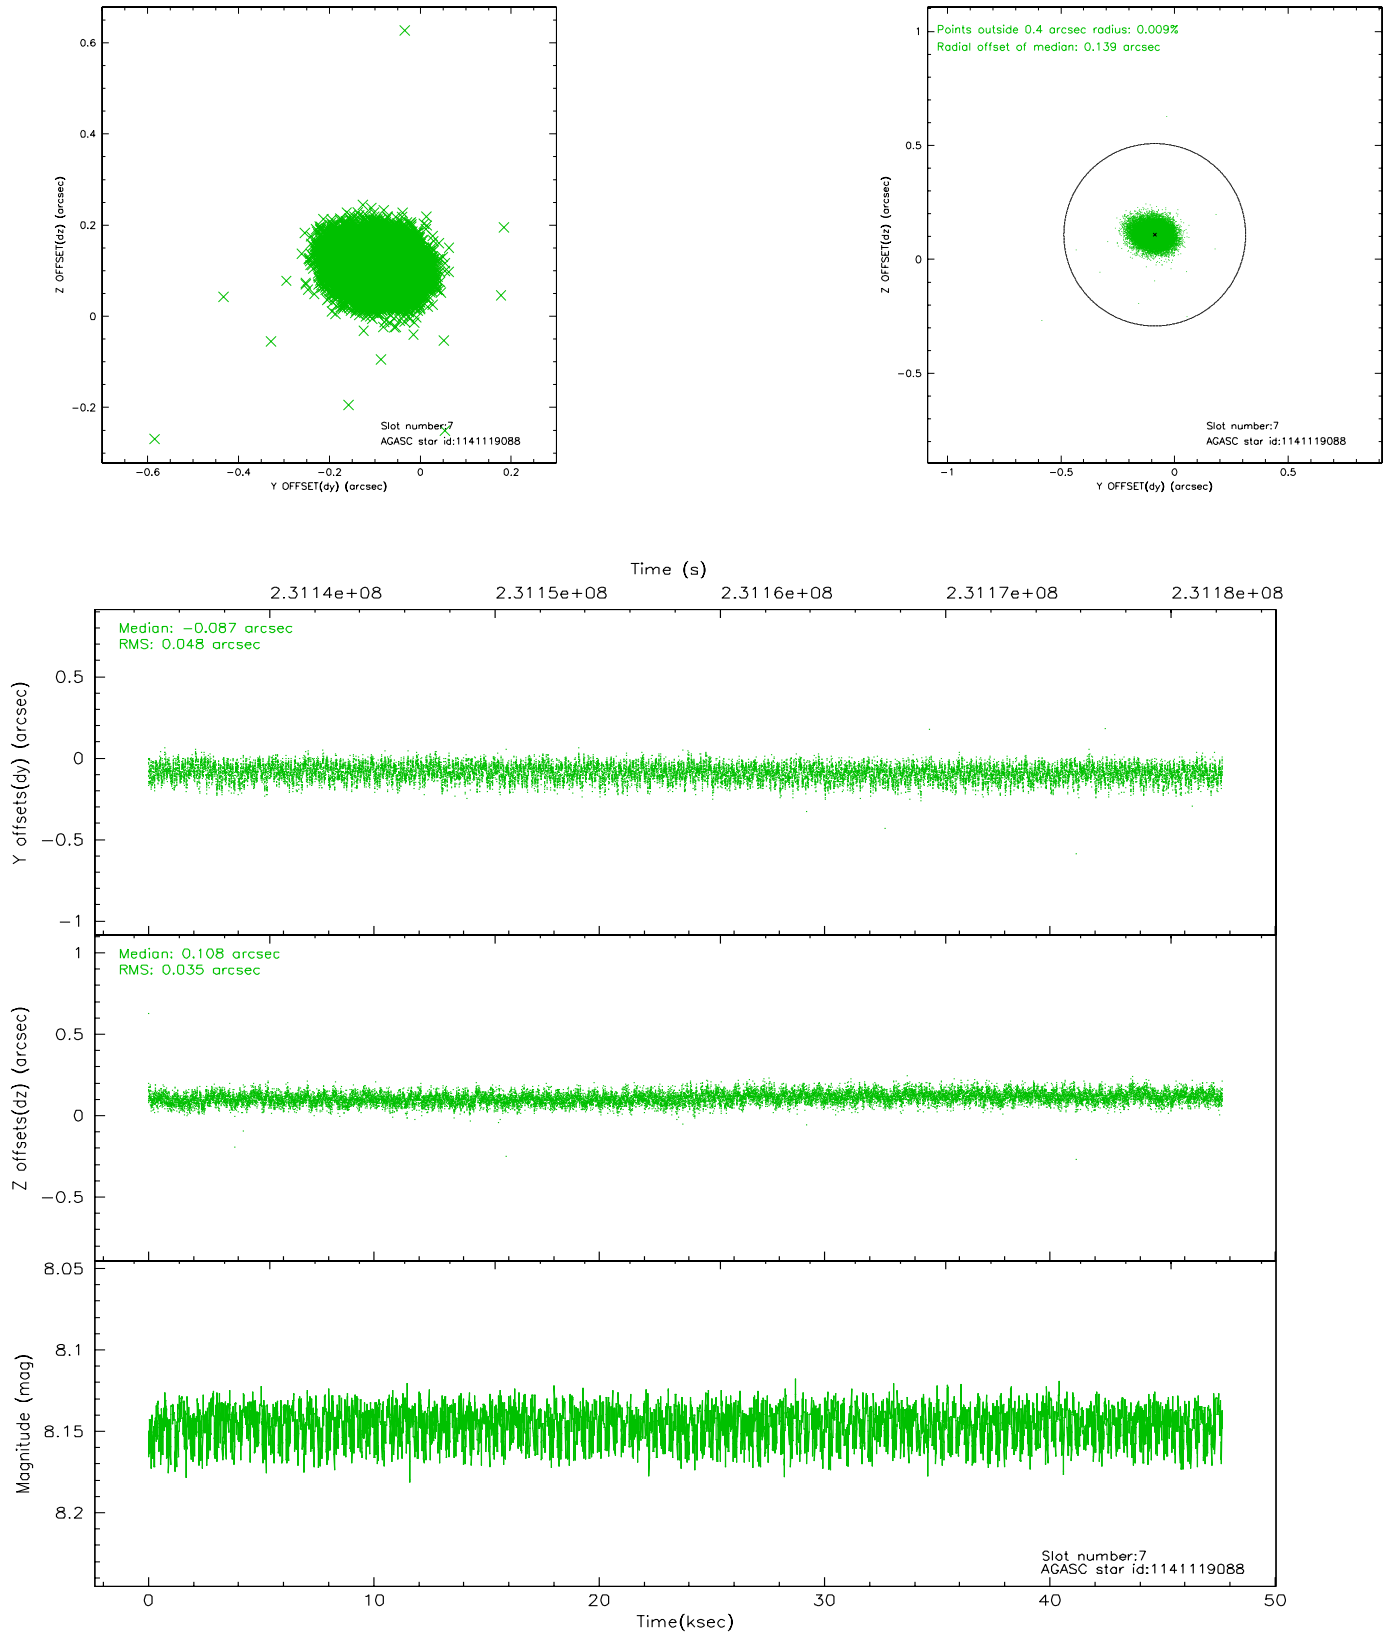 0.6
0.4
0.2
0
−0.2
Z OFFSET(dz) (arcsec)
Slot number:7
AGASC star id:1141119088
−0.6 −0.4 −0.2 0 0.2
Y OFFSET(dy) (arcsec)
Points outside 0.4 arcsec radius: 0.009%
Radial offset of median: 0.139 arcsec
1
0.5
0
−0.5
Z OFFSET(dz) (arcsec)
Slot number:7
AGASC star id:1141119088
−1 −0.5 0 0.5
Y OFFSET(dy) (arcsec)
Time (s)
2.3114e+08 2.3115e+08 2.3116e+08 2.3117e+08 2.3118e+08
Median: −0.087 arcsec
RMS: 0.048 arcsec
0.5
0
−0.5
−1
Y offsets(dy) (arcsec)
Median: 0.108 arcsec
RMS: 0.035 arcsec
1
0.5
0
−0.5
Z offsets(dz) (arcsec)
8.05
8.1
8.15
8.2
Magnitude (mag)
Slot number:7
AGASC star id:1141119088
0 10 20 30 40 50
Time(ksec)